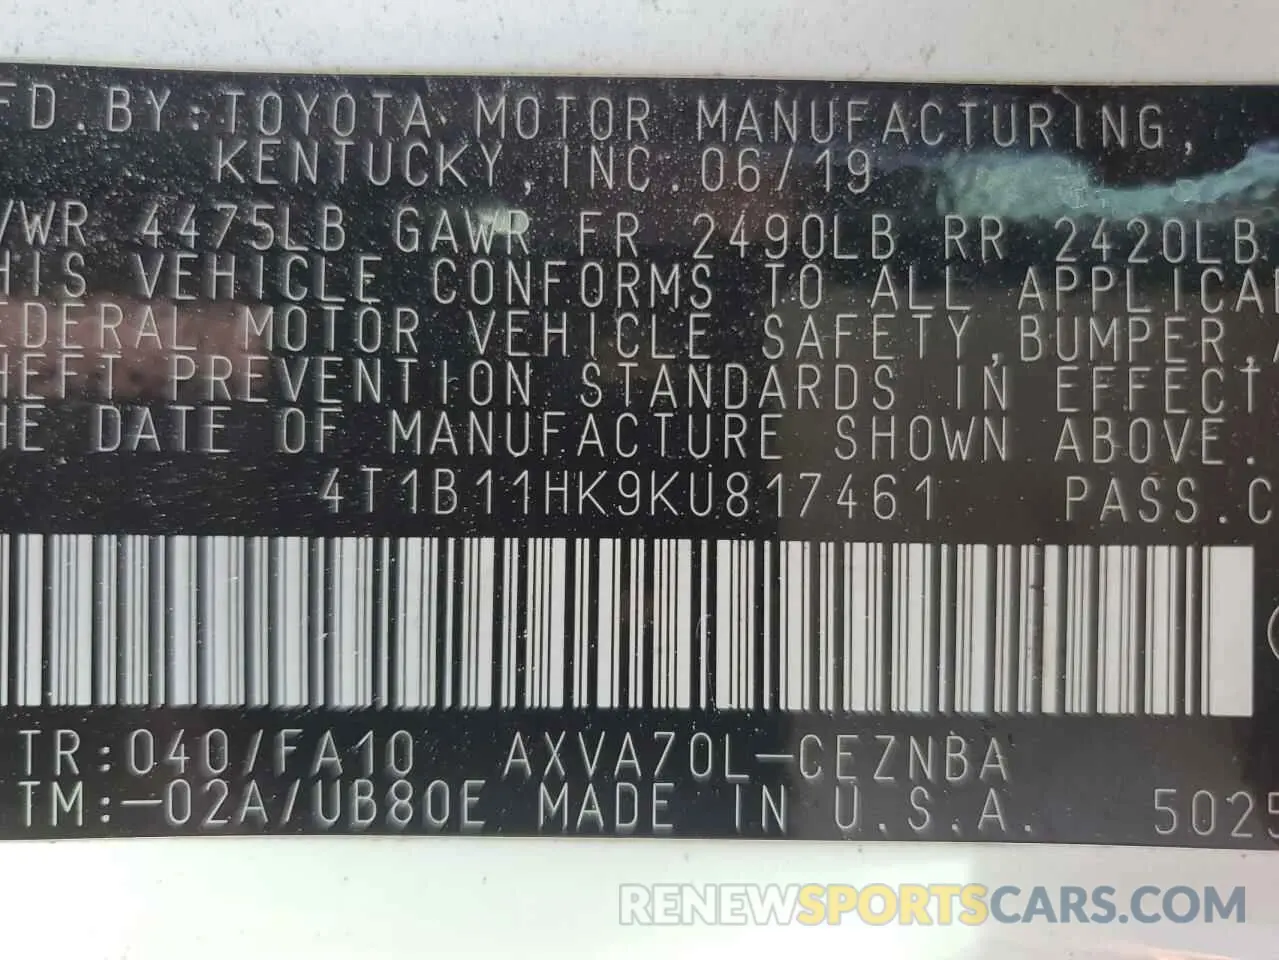 FD.BY:TOYOTA MOTOR MANUFACTURING,
KENTUCKY,INC.06/19
/WR 4475LB GAWR FR 2490LB RR 2420LB
HIS VEHICLE CONFORMS TO ALL APPLICA
EDERAL MOTOR VEHICLE SAFETY,BUMPER,A
HEFT PREVENTION STANDARDS IN EFFECT
HE DATE OF MANUFACTURE SHOWN ABOVE.
4T1B11HK9KU817461 PASS.C
TR:040/FA10 AXVA70L-CEZNBA
TM:-02A/UB80E MADE IN U.S.A. 5025
RENEWSPORTSCARS.COM